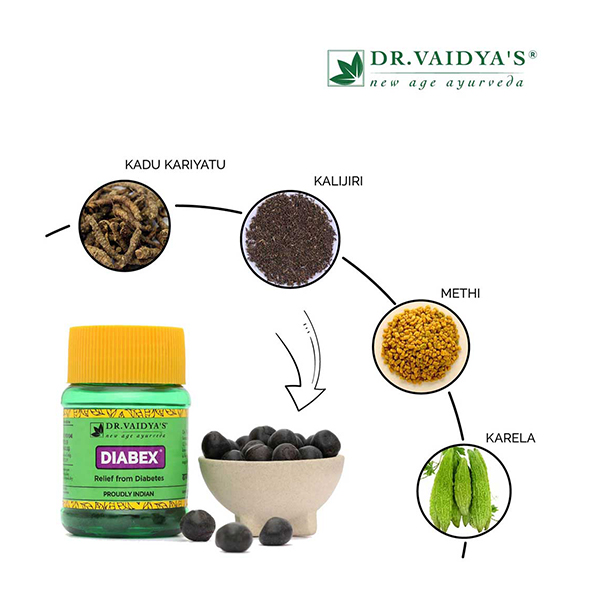 DR.VAIDYA'S®
new age ayurveda
KADU KARIYATU
KALIJIRI
METHI
KARELA
DR.VAIDYA'S
new age ayurveda
DIABEX
Relief from Diabetes
PROUDLY INDIAN